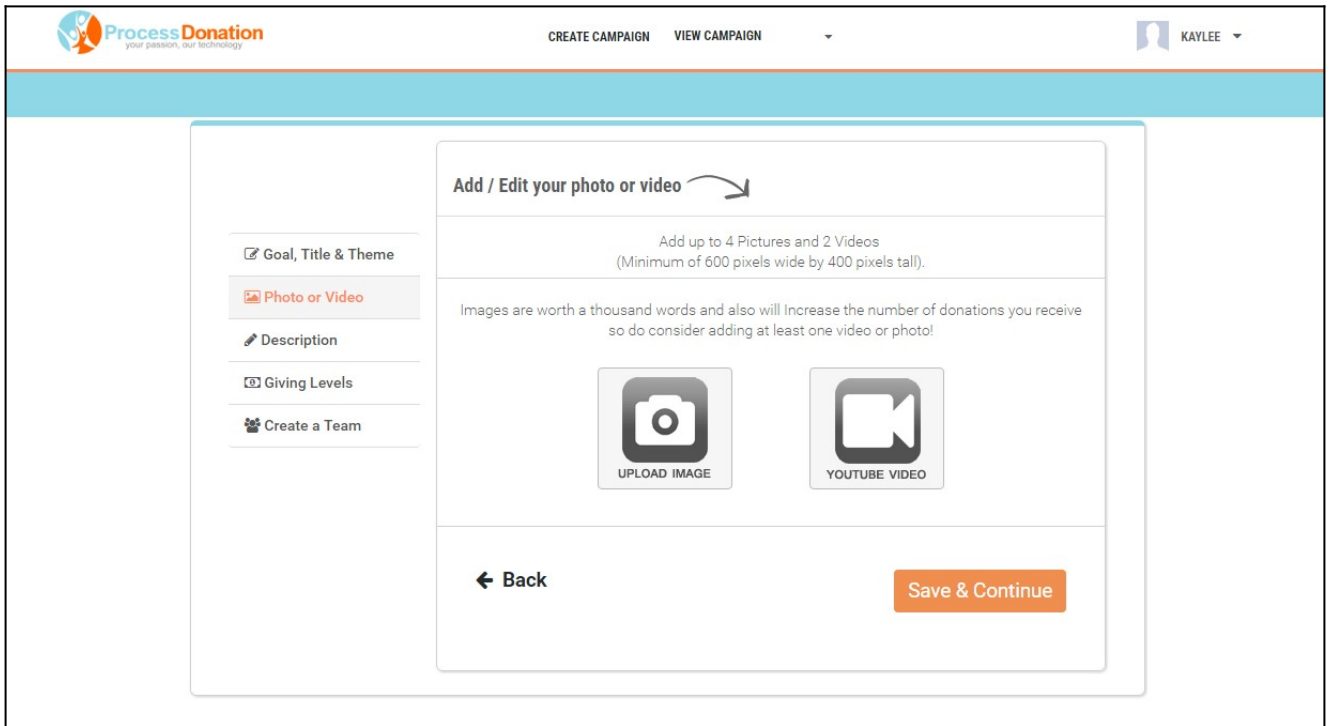 ProcessDonation
your passion, our technology
CREATE CAMPAIGN VIEW CAMPAIGN
KAYLEE
Goal, Title & Theme
Photo or Video
Description
Giving Levels
Create a Team
Add / Edit your photo or video
Add up to 4 Pictures and 2 Videos
(Minimum of 600 pixels wide by 400 pixels tall).
Images are worth a thousand words and also will Increase the number of donations you receive
so do consider adding at least one video or photo!
UPLOAD IMAGE
YOUTUBE VIDEO
Back
Save & Continue